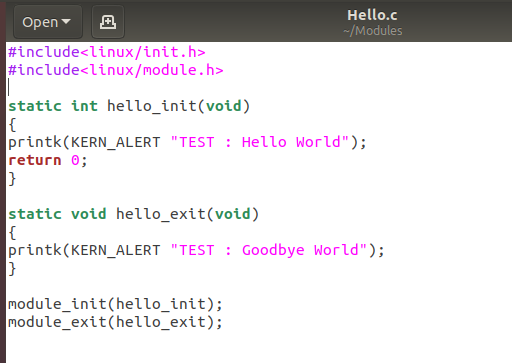 Open
Hello.c
~/Modules
#include<linux/init.h>
#include<linux/module.h>
static int hello_init(void)
{
printk(KERN_ALERT "TEST : Hello World");
return 0;
}
static void hello_exit(void)
{
printk(KERN_ALERT "TEST : Goodbye World");
}
module_init(hello_init);
module_exit(hello_exit);